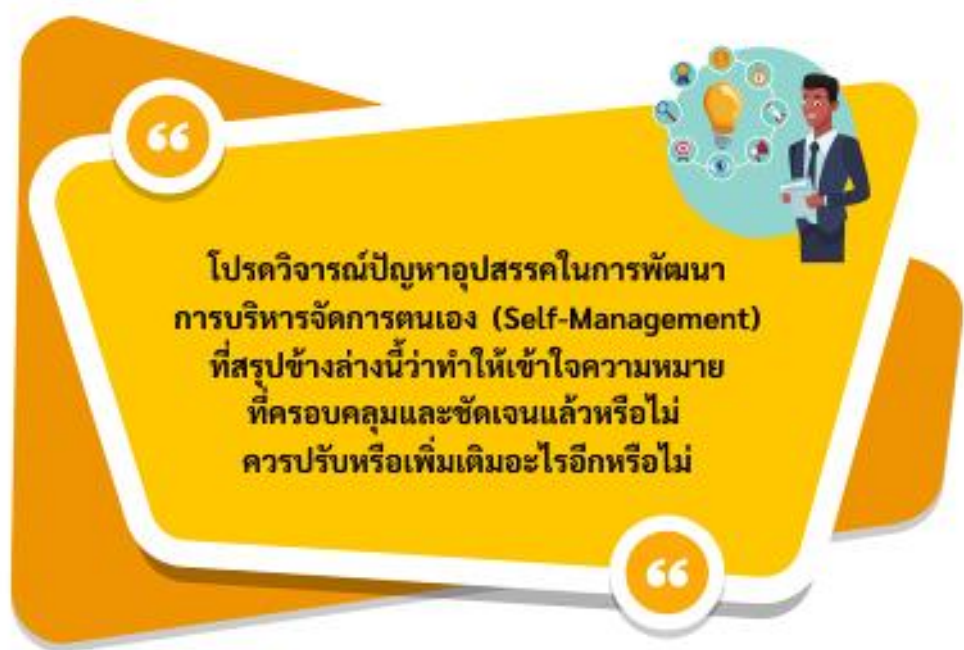 โปรดวิจารณ์ปัญหาอุปสรรคในการพัฒนา
การบริหารจัดการตนเอง (Self-Management)
ที่สรุปข้างล่างนี้ว่าทำให้เข้าใจความหมาย
ที่ครอบคลุมและชัดเจนแล้วหรือไม่
ควรปรับหรือเพิ่มเติมอะไรอีกหรือไม่